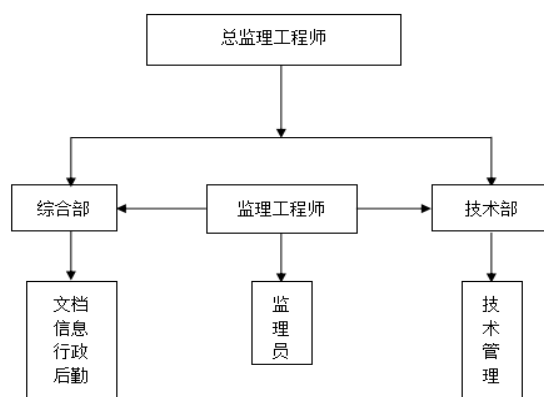 总监理工程师
综合部
监理工程师
技术部
文档
信息
行政
后勤
监
理
员
技
术
管
理